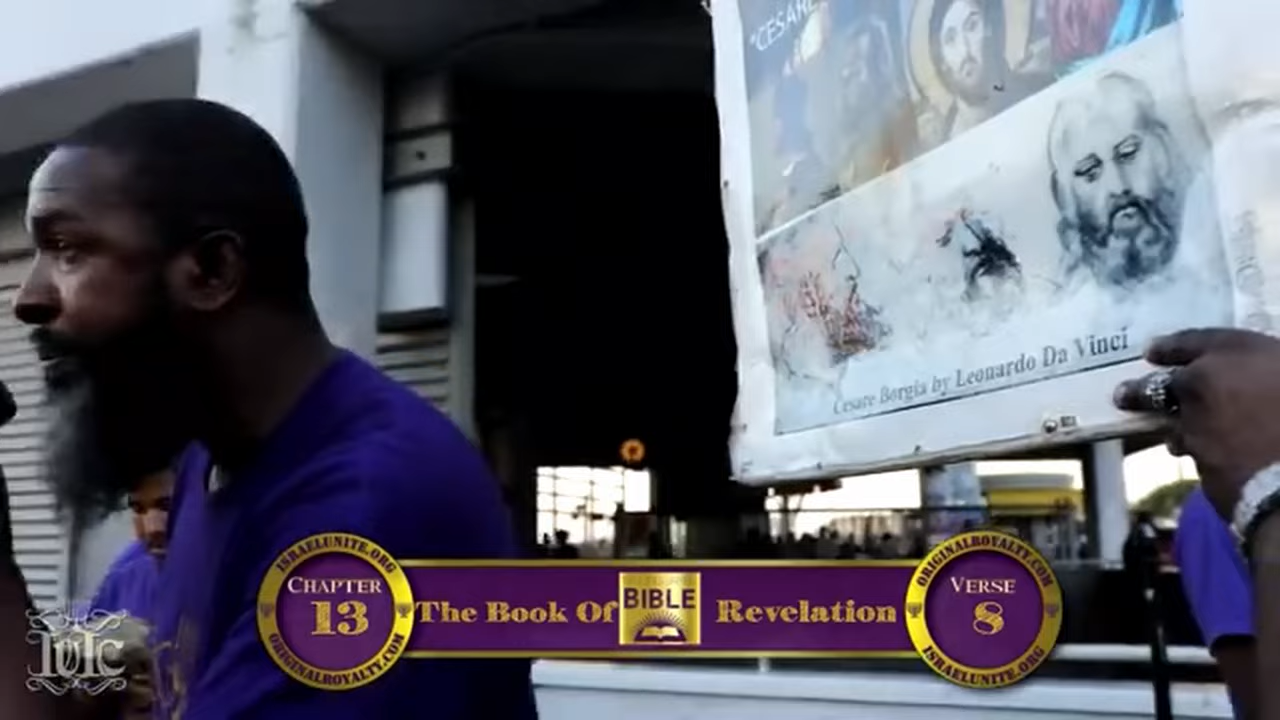 "CESARE
Cesare Borgia by Leonardo Da Vinci
ISRAELUNITE.ORG
CHAPTER
13
ORIGINALROYALTY.COM
The Book Of
BIBLE
Revelation
ORIGINALROYALTY.COM
VERSE
8
ISRAELUNITE.ORG
IUIC